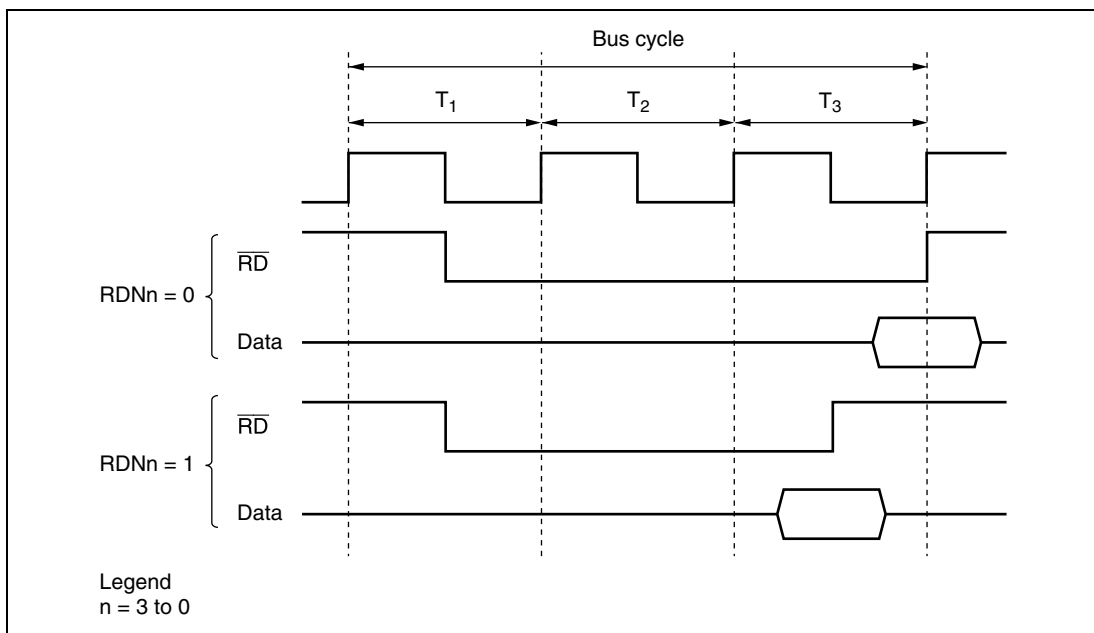 Bus cycle
T₁ T₂ T₃
RD
RDNn = 0
Data
RD
RDNn = 1
Data
Legend
n = 3 to 0